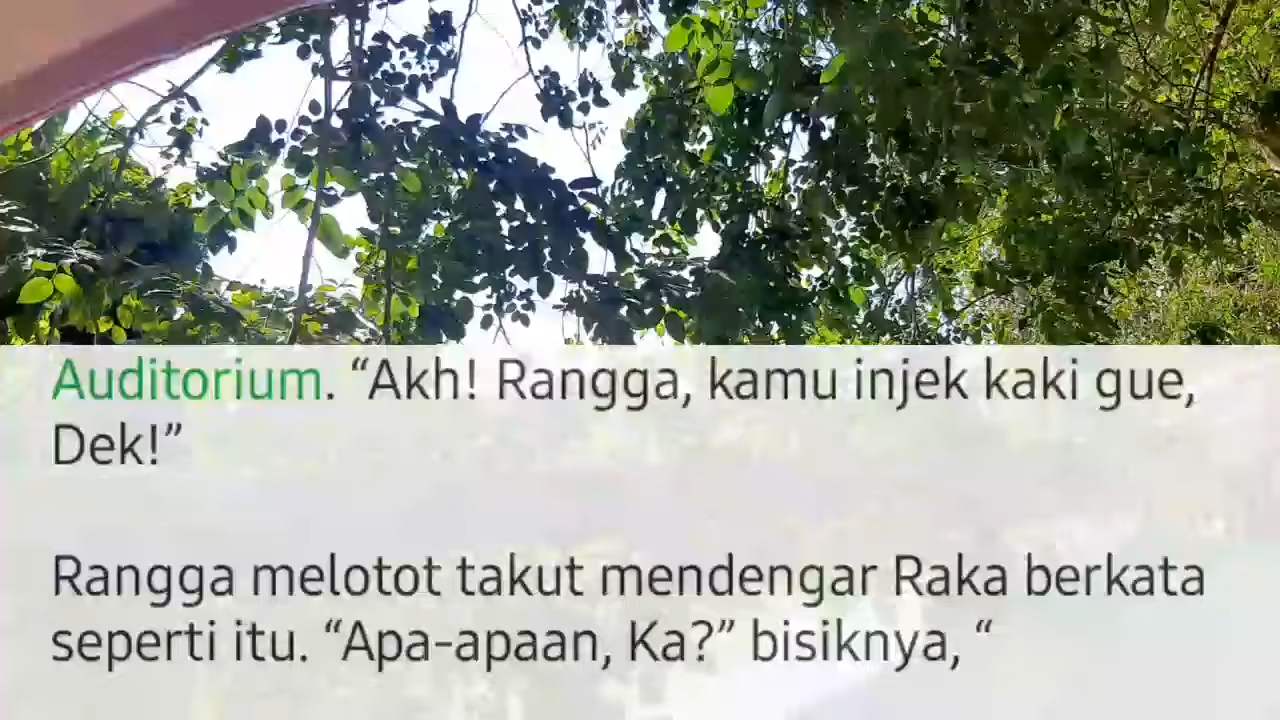 Auditorium. “Akh! Rangga, kamu injek kaki gue,
Dek!”
Rangga melotot takut mendengar Raka berkata
seperti itu. “Apa-apaan, Ka?” bisiknya, “